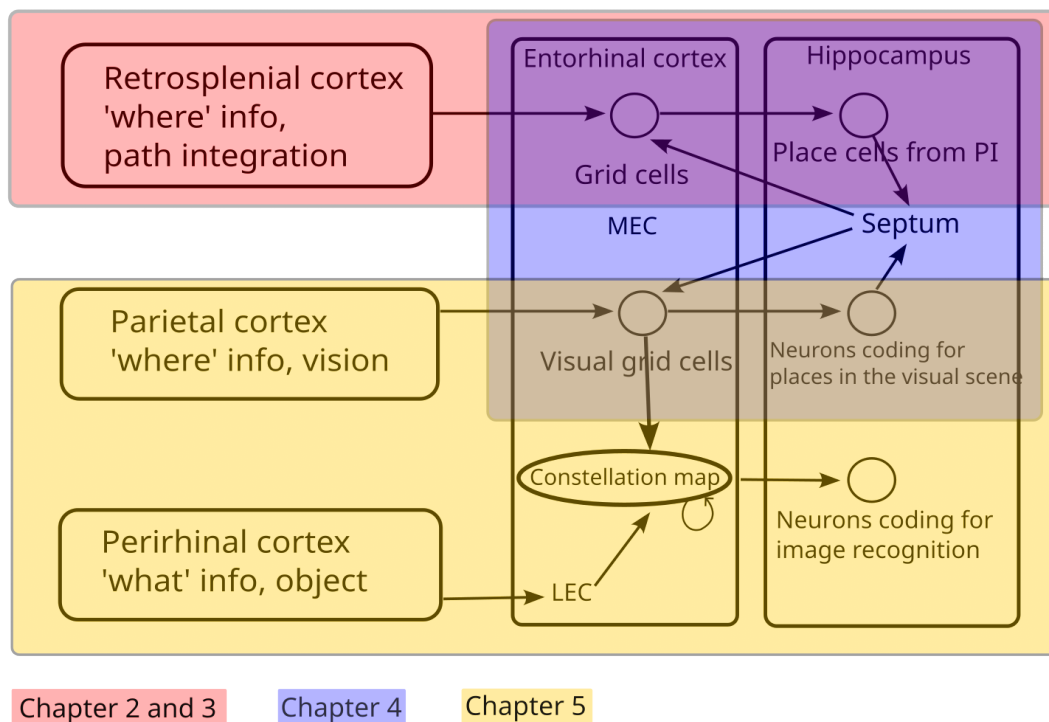 Retrosplenial cortex
'where' info,
path integration
Entorhinal cortex
Hippocampus
Grid cells
Place cells from PI
MEC
Septum
Parietal cortex
'where' info, vision
Visual grid cells
Neurons coding for
places in the visual scene
Constellation map
Perirhinal cortex
'what' info, object
LEC
Neurons coding for
image recognition
Chapter 2 and 3
Chapter 4
Chapter 5